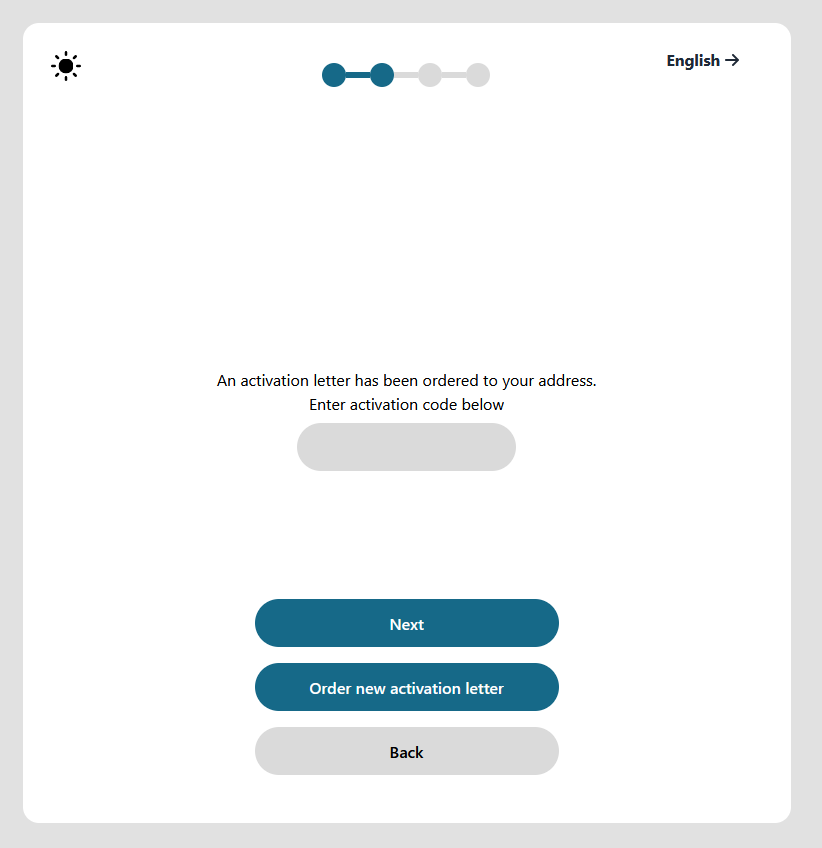 English →
An activation letter has been ordered to your address.
Enter activation code below
Next
Order new activation letter
Back